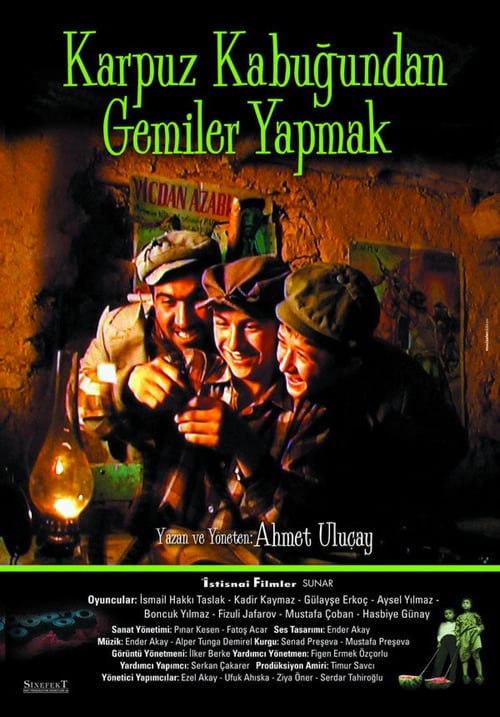 Karpuz Kabuğundan
Gemiler Yapmak
VİCDAN AZABI
Yazan ve Yöneten: Ahmet Uluçay
İstisnai Filmler SUNAR
Oyuncular: İsmail Hakkı Taslak - Kadir Kaymaz - Gülayşe Erkoç - Aysel Yılmaz -
Boncuk Yılmaz - Fizuli Jafarov - Mustafa Çoban - Hasbiye Günay
Sanat Yönetimi: Pınar Kesen - Fatoş Acar Ses Tasarımı: Ender Akay
Müzik: Ender Akay - Alper Tunga Demirel Kurgu: Senad Preşeva - Mustafa Preşeva
Görüntü Yönetmeni: İlker Berke Yardımcı Yönetmen: Figen Ermek Özçorlu
Yardımcı Yapımcı: Serkan Çakarer Prodüksiyon Amiri: Timur Savcı
Yönetici Yapımcılar: Ezel Akay - Ufuk Ahıska - Ziya Öner - Serdar Tahiroğlu
SINEFEKT